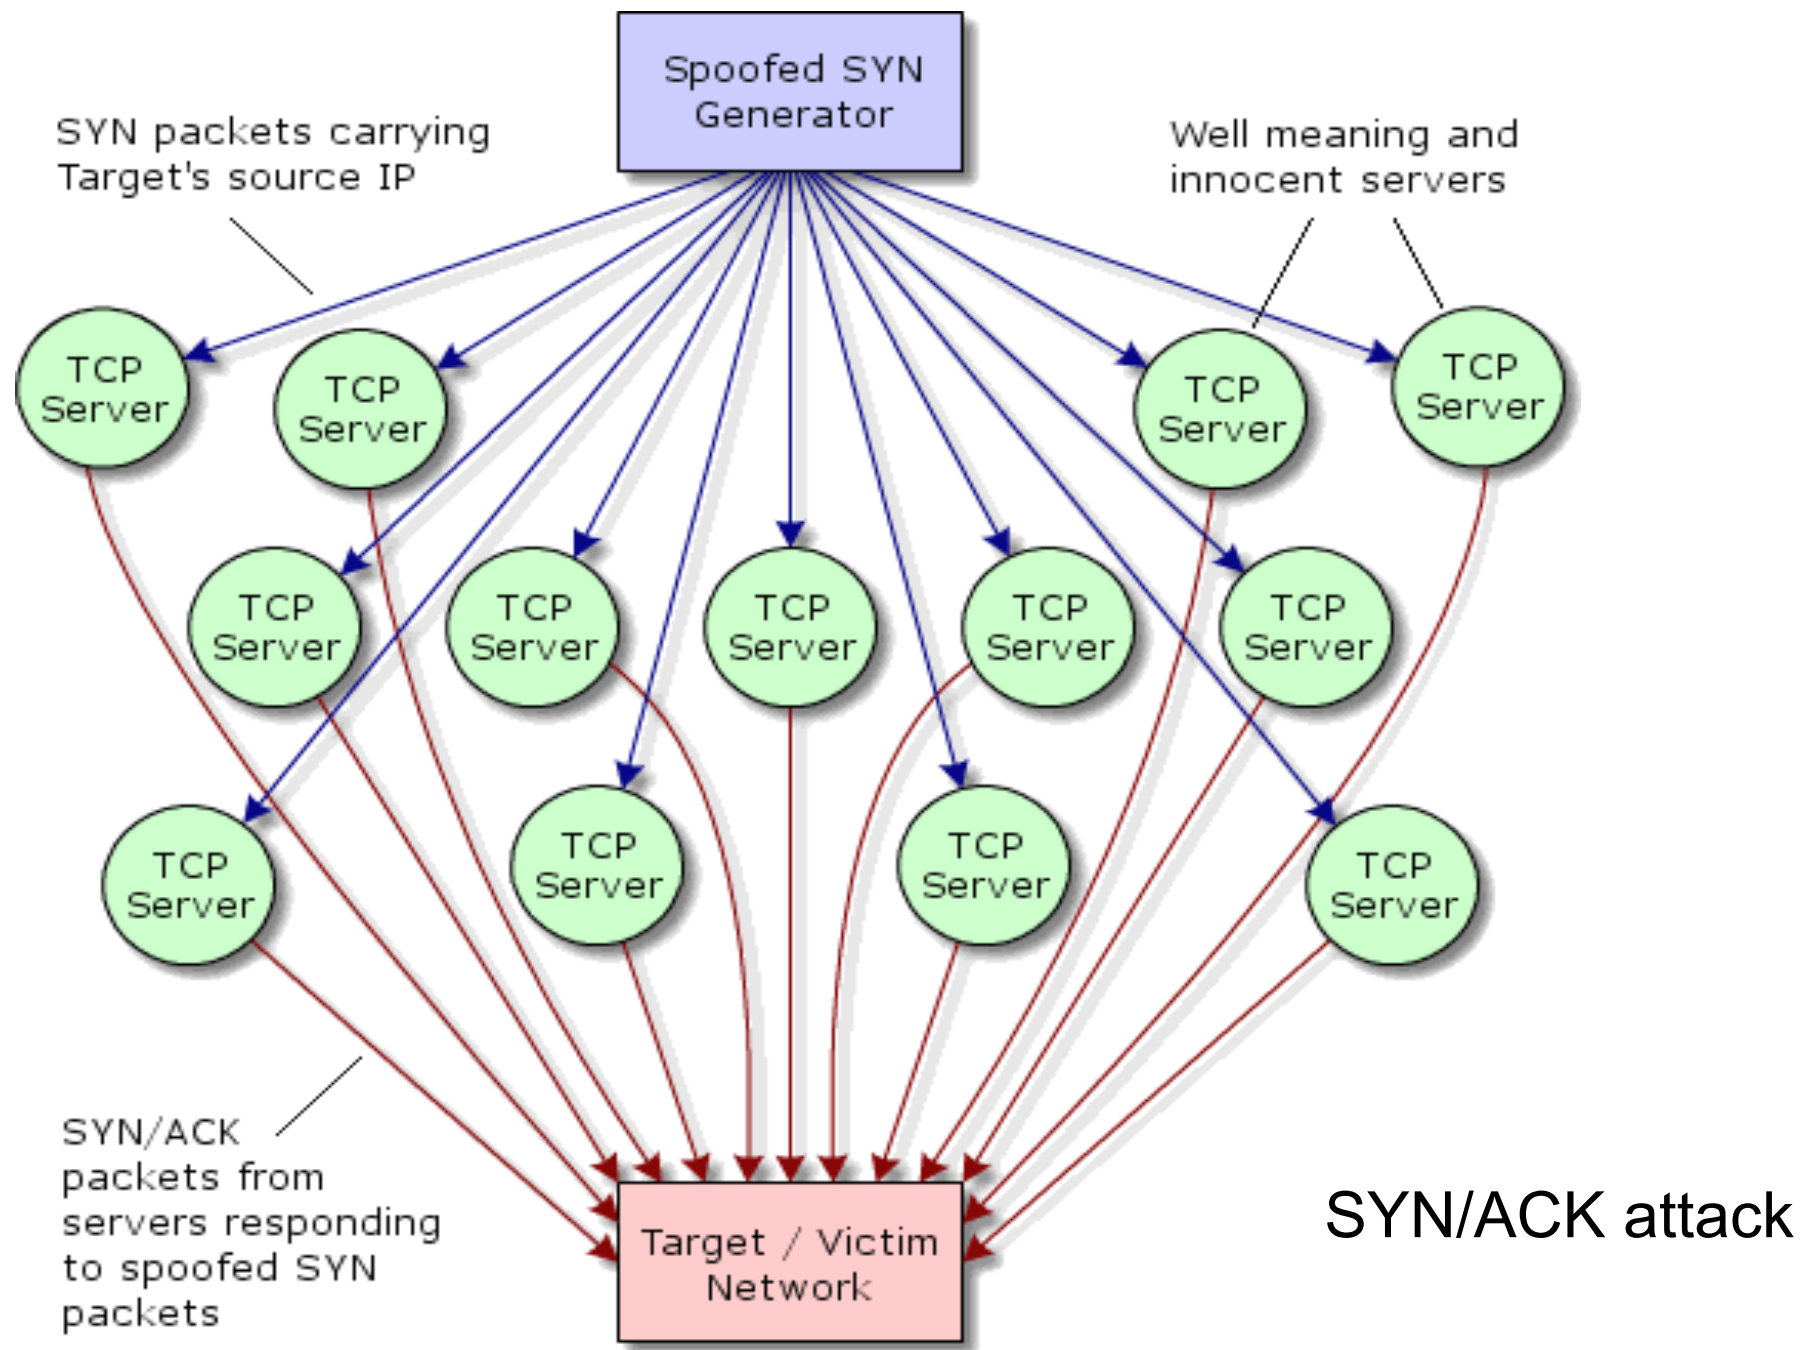 Spoofed SYN
Generator
SYN packets carrying
Target's source IP
Well meaning and
innocent servers
TCP
Server
TCP
Server
TCP
Server
TCP
Server
TCP
Server
TCP
Server
TCP
Server
TCP
Server
TCP
Server
TCP
Server
TCP
Server
TCP
Server
TCP
Server
SYN/ACK
packets from
servers responding
to spoofed SYN
packets
Target / Victim
Network
SYN/ACK attack